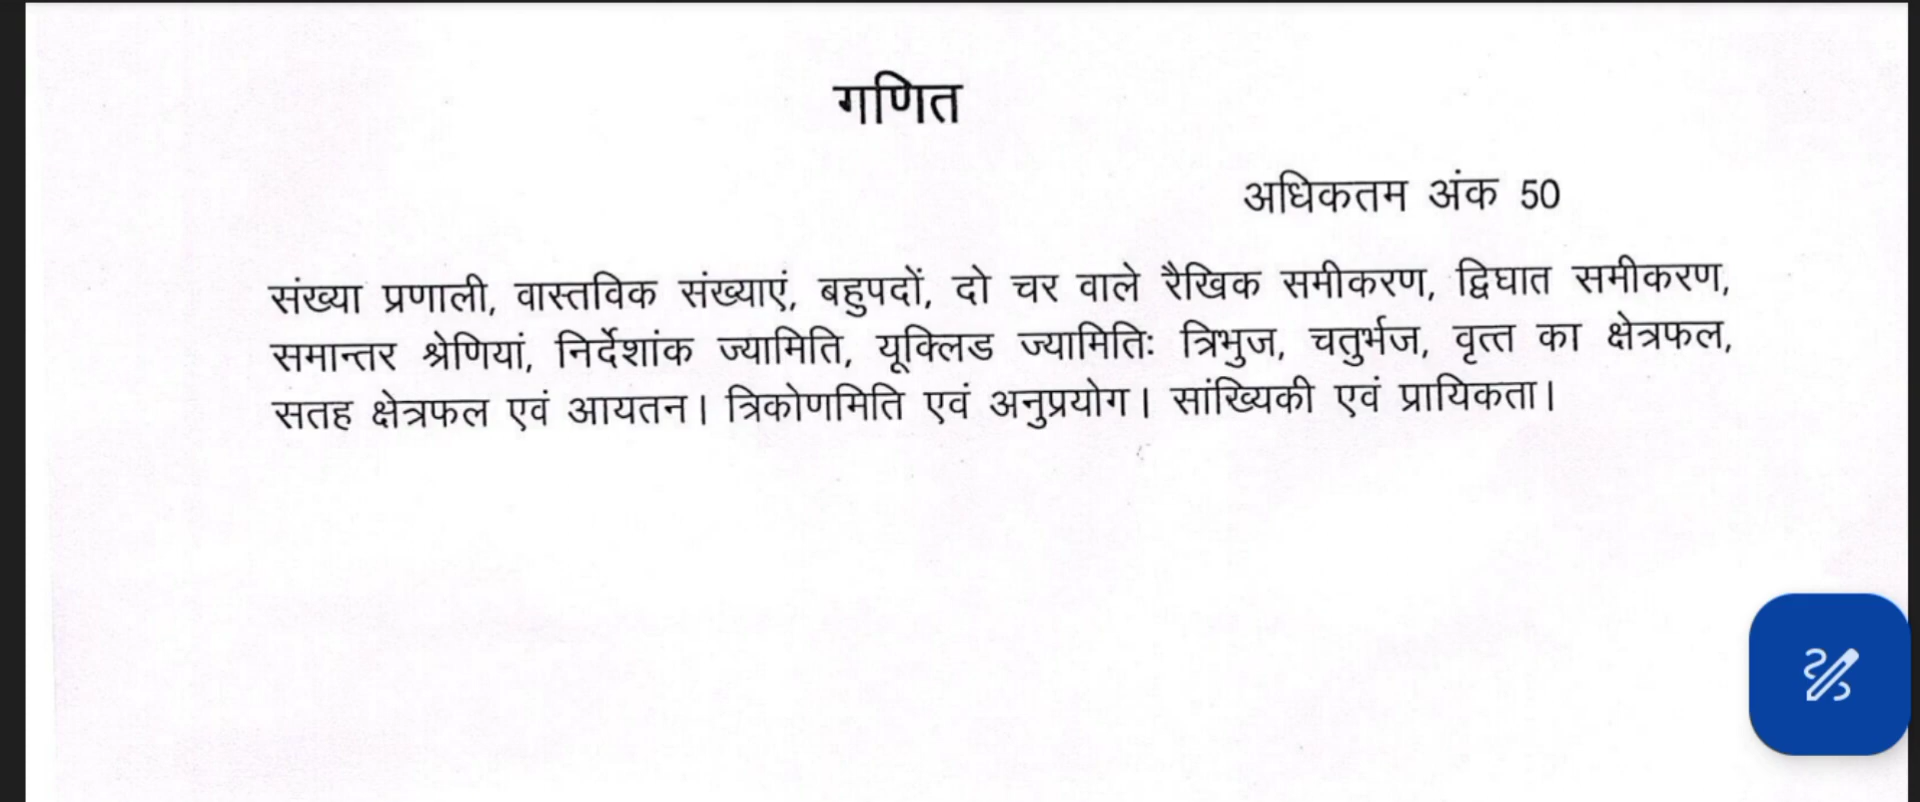 गणित
अधिकतम अंक 50
संख्या प्रणाली, वास्तविक संख्याएं, बहुपदों, दो चर वाले रैखिक समीकरण, द्विघात समीकरण,
समान्तर श्रेणियां, निर्देशांक ज्यामिति, यूक्लिड ज्यामितिः त्रिभुज, चतुर्भज, वृत्त का क्षेत्रफल,
सतह क्षेत्रफल एवं आयतन। त्रिकोणमिति एवं अनुप्रयोग। सांख्यिकी एवं प्रायिकता।